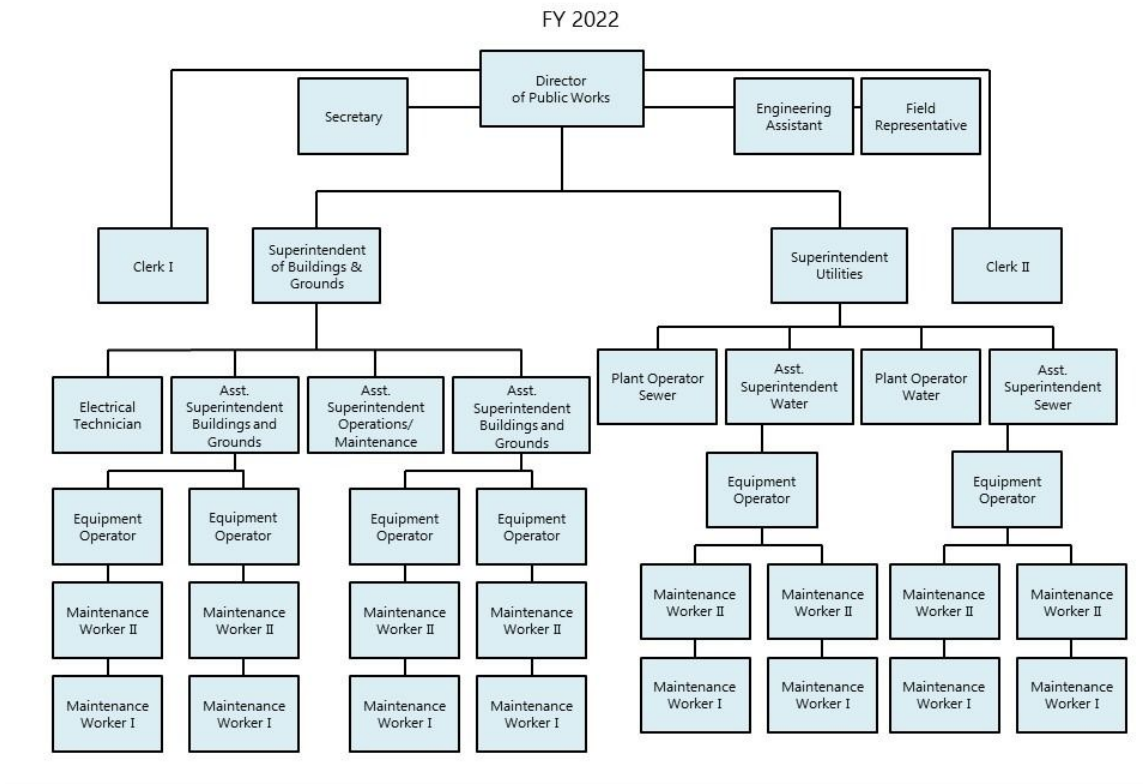 FY 2022
Director
of Public Works
Secretary
Engineering
Assistant
Field
Representative
Clerk I
Superintendent
of Buildings &
Grounds
Superintendent
Utilities
Clerk II
Electrical
Technician
Asst.
Superintendent
Buildings and
Grounds
Asst.
Superintendent
Operations/
Maintenance
Asst.
Superintendent
Buildings and
Grounds
Plant Operator
Sewer
Asst.
Superintendent
Water
Plant Operator
Water
Asst.
Superintendent
Sewer
Equipment
Operator
Equipment
Operator
Equipment
Operator
Equipment
Operator
Equipment
Operator
Equipment
Operator
Maintenance
Worker II
Maintenance
Worker II
Maintenance
Worker II
Maintenance
Worker II
Maintenance
Worker II
Maintenance
Worker II
Maintenance
Worker II
Maintenance
Worker II
Maintenance
Worker I
Maintenance
Worker I
Maintenance
Worker I
Maintenance
Worker I
Maintenance
Worker I
Maintenance
Worker I
Maintenance
Worker I
Maintenance
Worker I